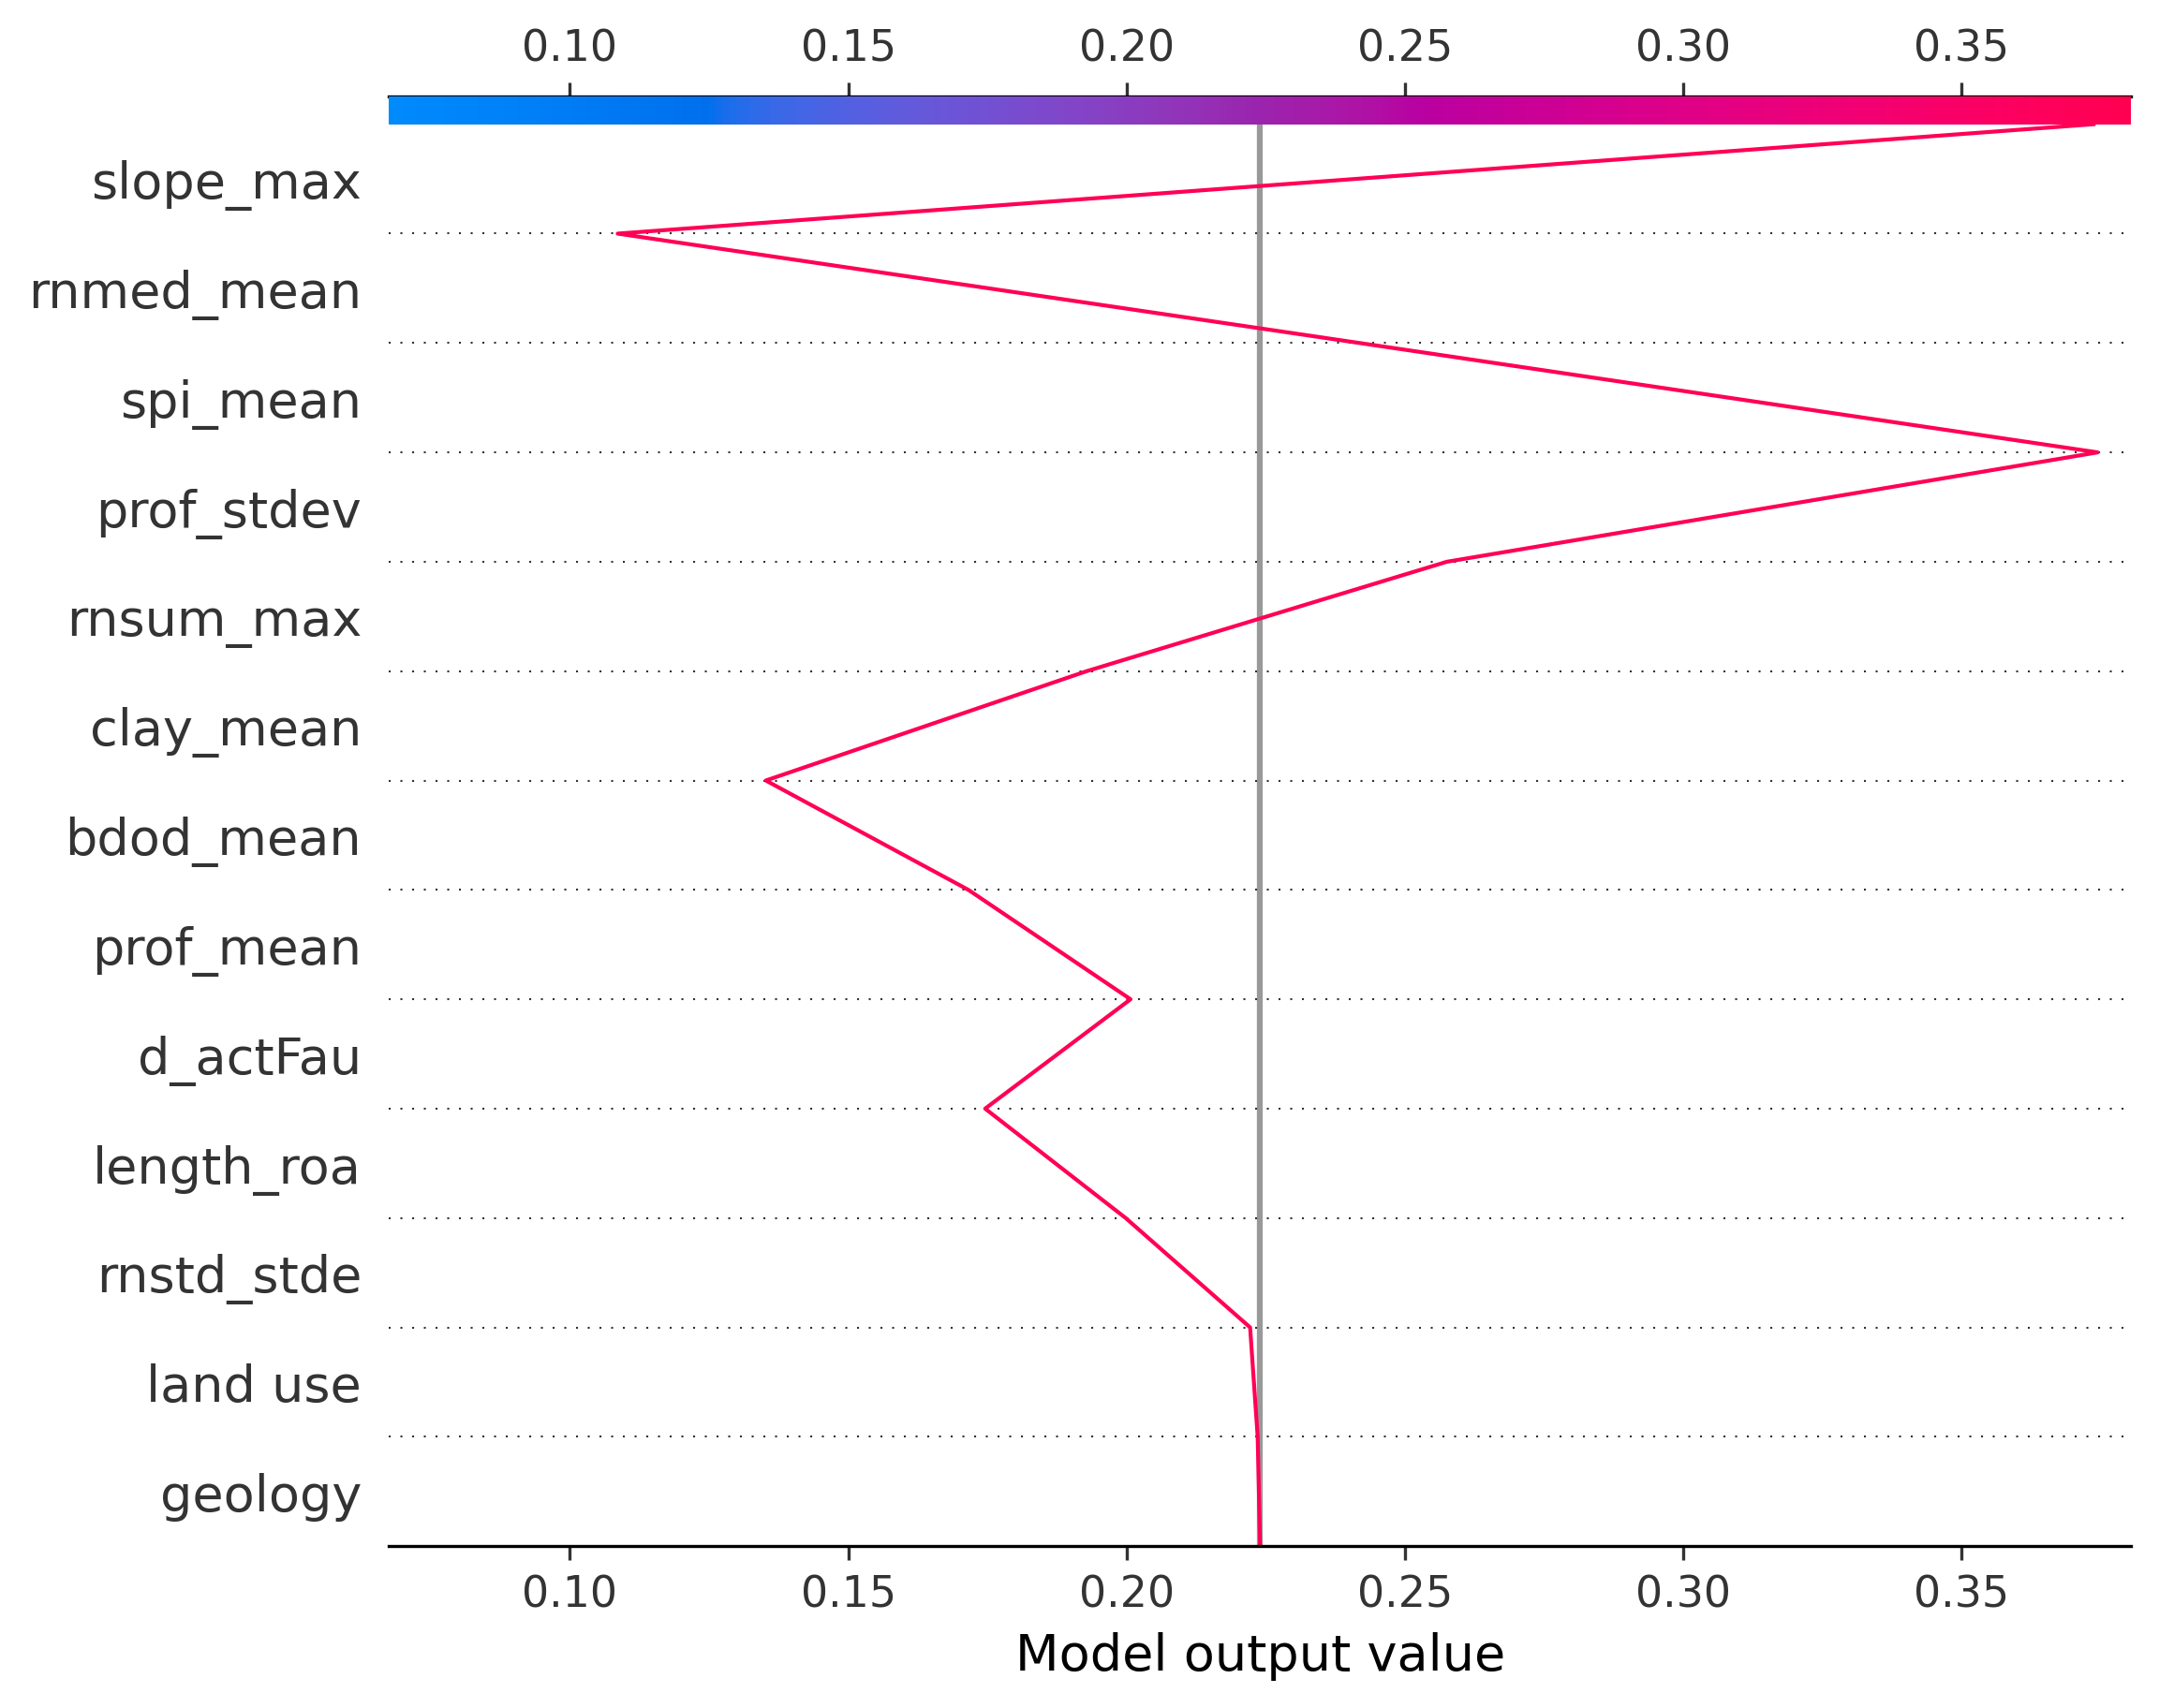 0.10 0.15 0.20 0.25 0.30 0.35
slope_max
rnmed_mean
spi_mean
prof_stdev
rnsum_max
clay_mean
bdod_mean
prof_mean
d_actFau
length_roa
rnstd_stde
land use
geology
0.10 0.15 0.20 0.25 0.30 0.35
Model output value